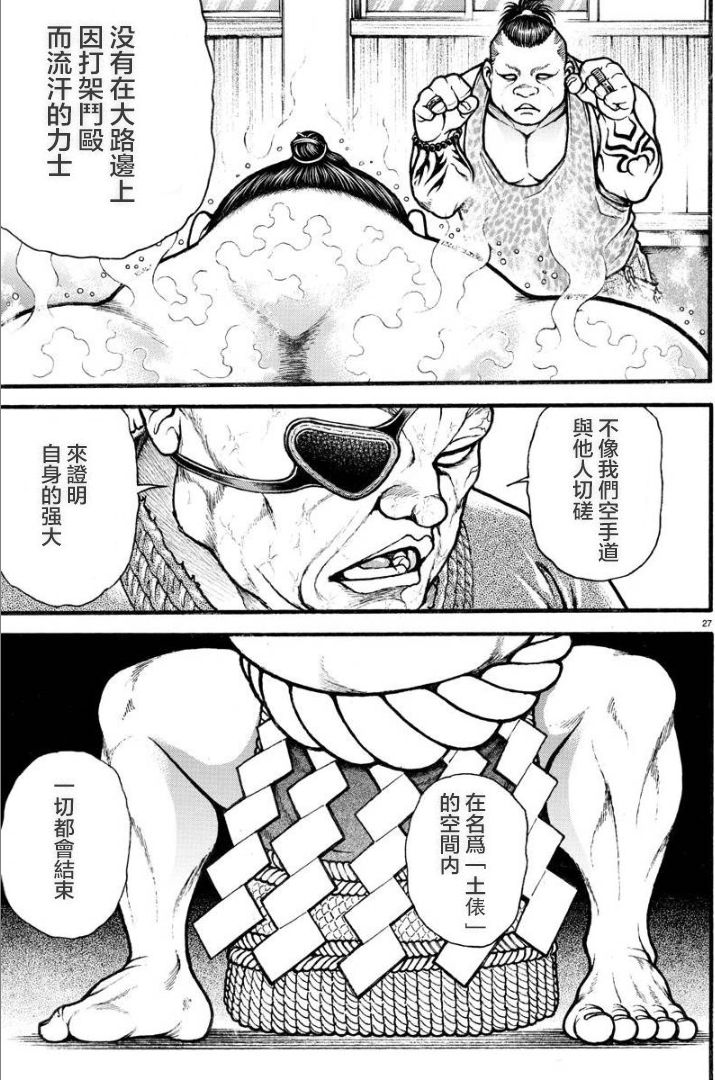 没有在大路邊上
因打架鬥毆
而流汗的力士
不像我們空手道
與他人切磋
來證明
自身的强大
27
在名爲「土俵」
的空間内
一切都會結束